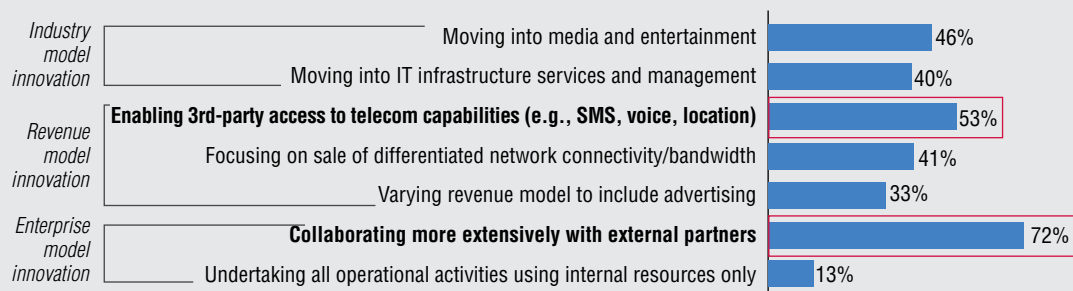 Industry
model
innovation
Moving into media and entertainment
46%
Moving into IT infrastructure services and management
40%
Revenue
model
innovation
Enabling 3rd-party access to telecom capabilities (e.g., SMS, voice, location)
53%
Focusing on sale of differentiated network connectivity/bandwidth
41%
Varying revenue model to include advertising
33%
Enterprise
model
innovation
Collaborating more extensively with external partners
72%
Undertaking all operational activities using internal resources only
13%